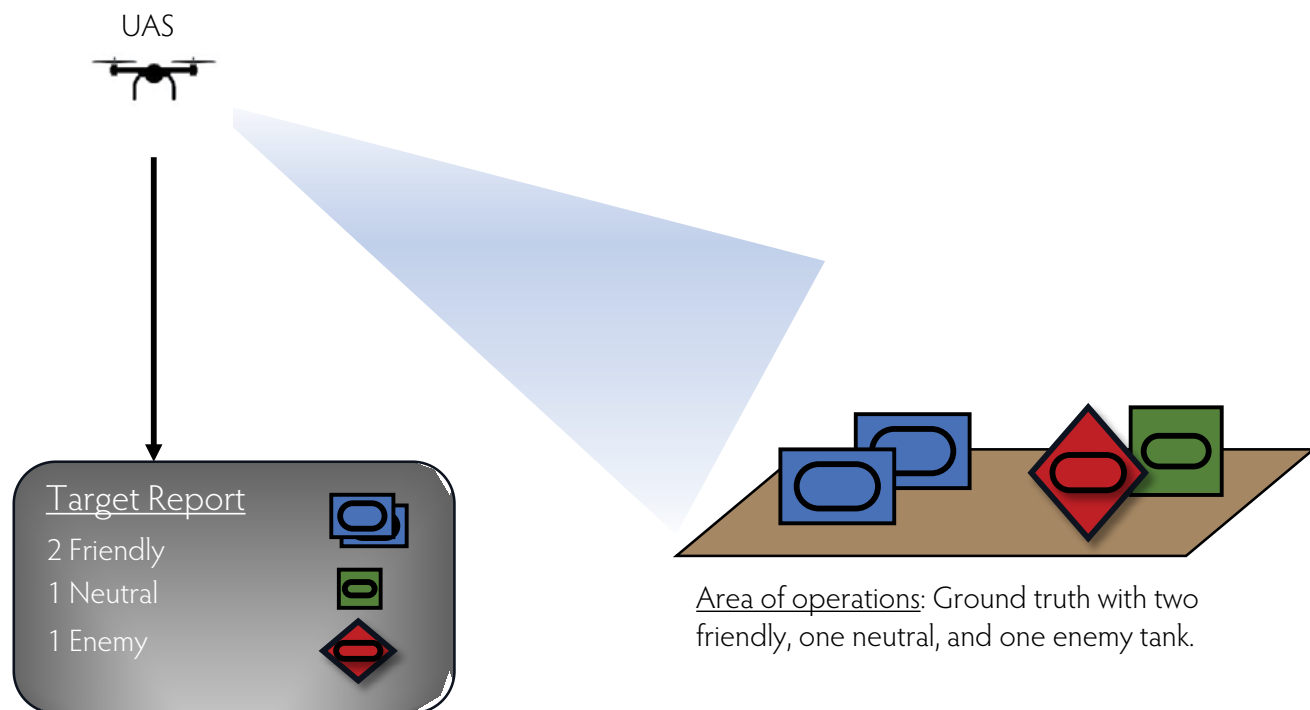 UAS
Target Report
2 Friendly
1 Neutral
1 Enemy
Area of operations: Ground truth with two
friendly, one neutral, and one enemy tank.